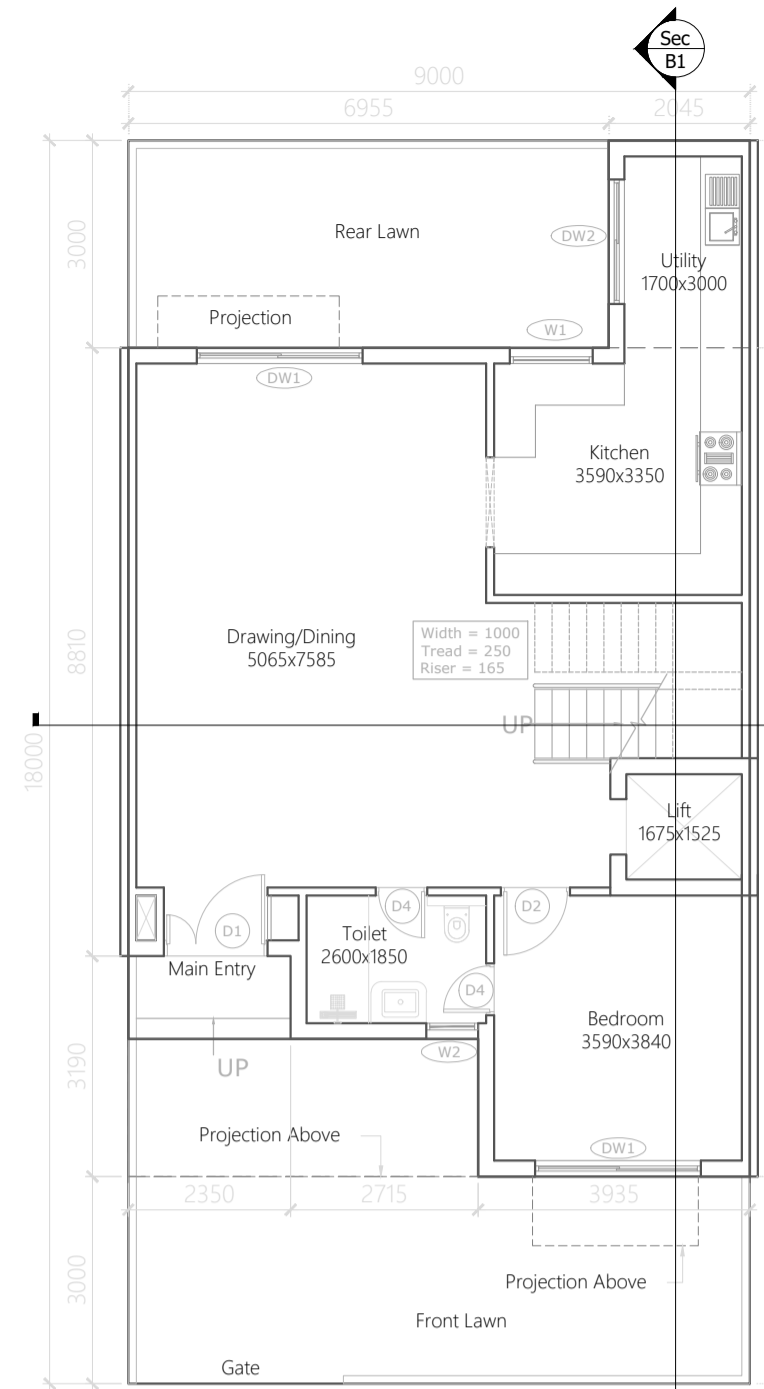 Sec
B1
9000
6955
2045
3000
Rear Lawn
DW2
Utility
1700x3000
Projection
W1
DW1
Kitchen
3590x3350
8810
Drawing/Dining
5065x7585
Width = 1000
Tread = 250
Riser = 165
UP
18000
Lift
1675x1525
D1
D4
D2
Toilet
2600x1850
Main Entry
D4
Bedroom
3590x3840
W2
UP
3190
Projection Above
DW1
2350
2715
3935
3000
Projection Above
Front Lawn
Gate